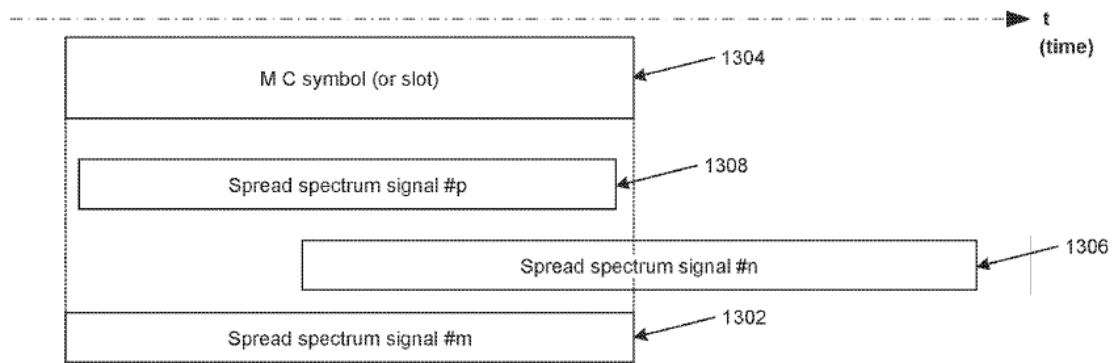 t
(time)
M C symbol (or slot)
1304
Spread spectrum signal #p
1308
Spread spectrum signal #n
1306
Spread spectrum signal #m
1302